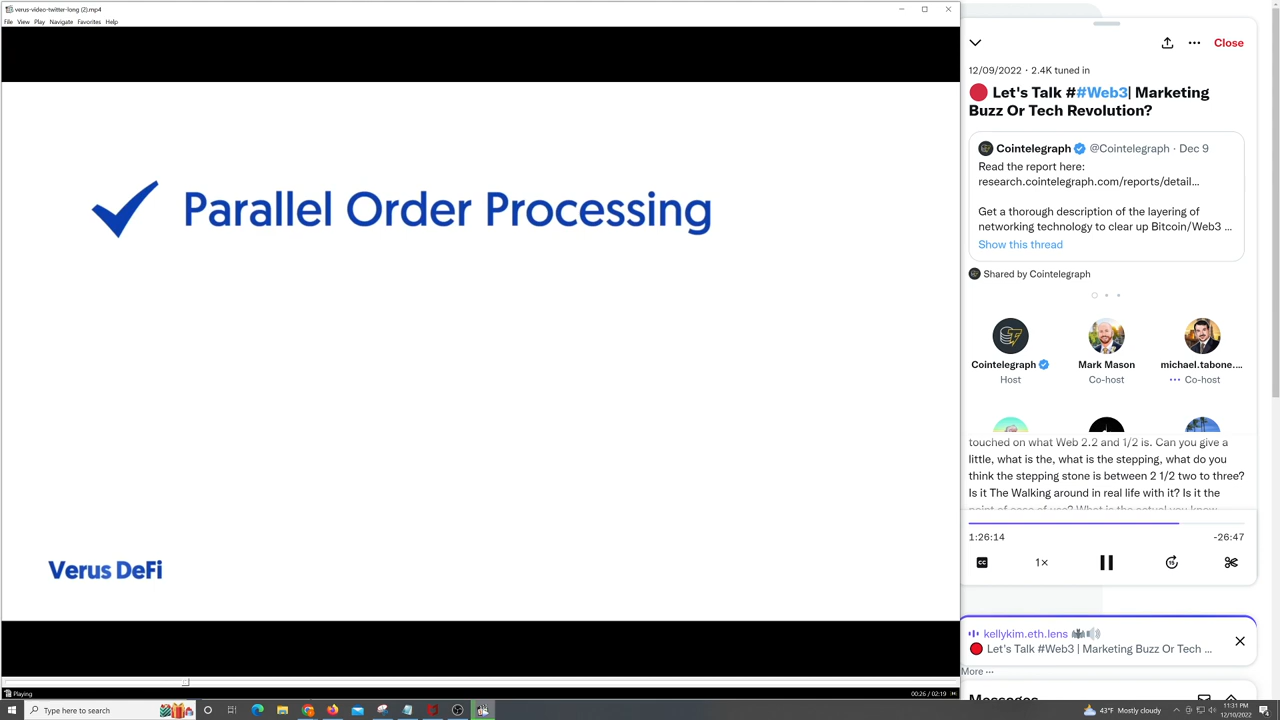 verus-video-twitter-long (2).mp4
File View Play Navigate Favorites Help
Parallel Order Processing
Verus DeFi
Playing
00:26 / 02:19
Close
12/09/2022 · 2.4K tuned in
Let's Talk ##Web3| Marketing
Buzz Or Tech Revolution?
Cointelegraph @Cointelegraph · Dec 9
Read the report here:
research.cointelegraph.com/reports/detail...
Get a thorough description of the layering of
networking technology to clear up Bitcoin/Web3 ...
Show this thread
Shared by Cointelegraph
Cointelegraph
Host
Mark Mason
Co-host
michael.tabone....
Co-host
touched on what Web 2.2 and 1/2 is. Can you give a
little, what is the, what is the stepping, what do you
think the stepping stone is between 2 1/2 two to three?
Is it The Walking around in real life with it? Is it the
1:26:14
-26:47
CC
1×
15
kellykim.eth.lens
Let's Talk #Web3 | Marketing Buzz Or Tech ...
More ...
Messages
Type here to search
43°F Mostly cloudy
11:31 PM
12/10/2022